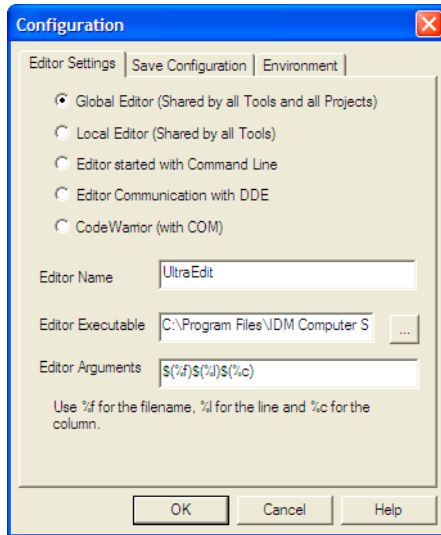 Configuration
Editor Settings Save Configuration Environment
Global Editor (Shared by all Tools and all Projects)
Local Editor (Shared by all Tools)
Editor started with Command Line
Editor Communication with DDE
CodeWarrior (with COM)
Editor Name UltraEdit
Editor Executable C:\Program Files\IDM Computer S ...
Editor Arguments $(%f)$(%l)$(%c)
Use %f for the filename, %l for the line and %c for the
column.
OK Cancel Help